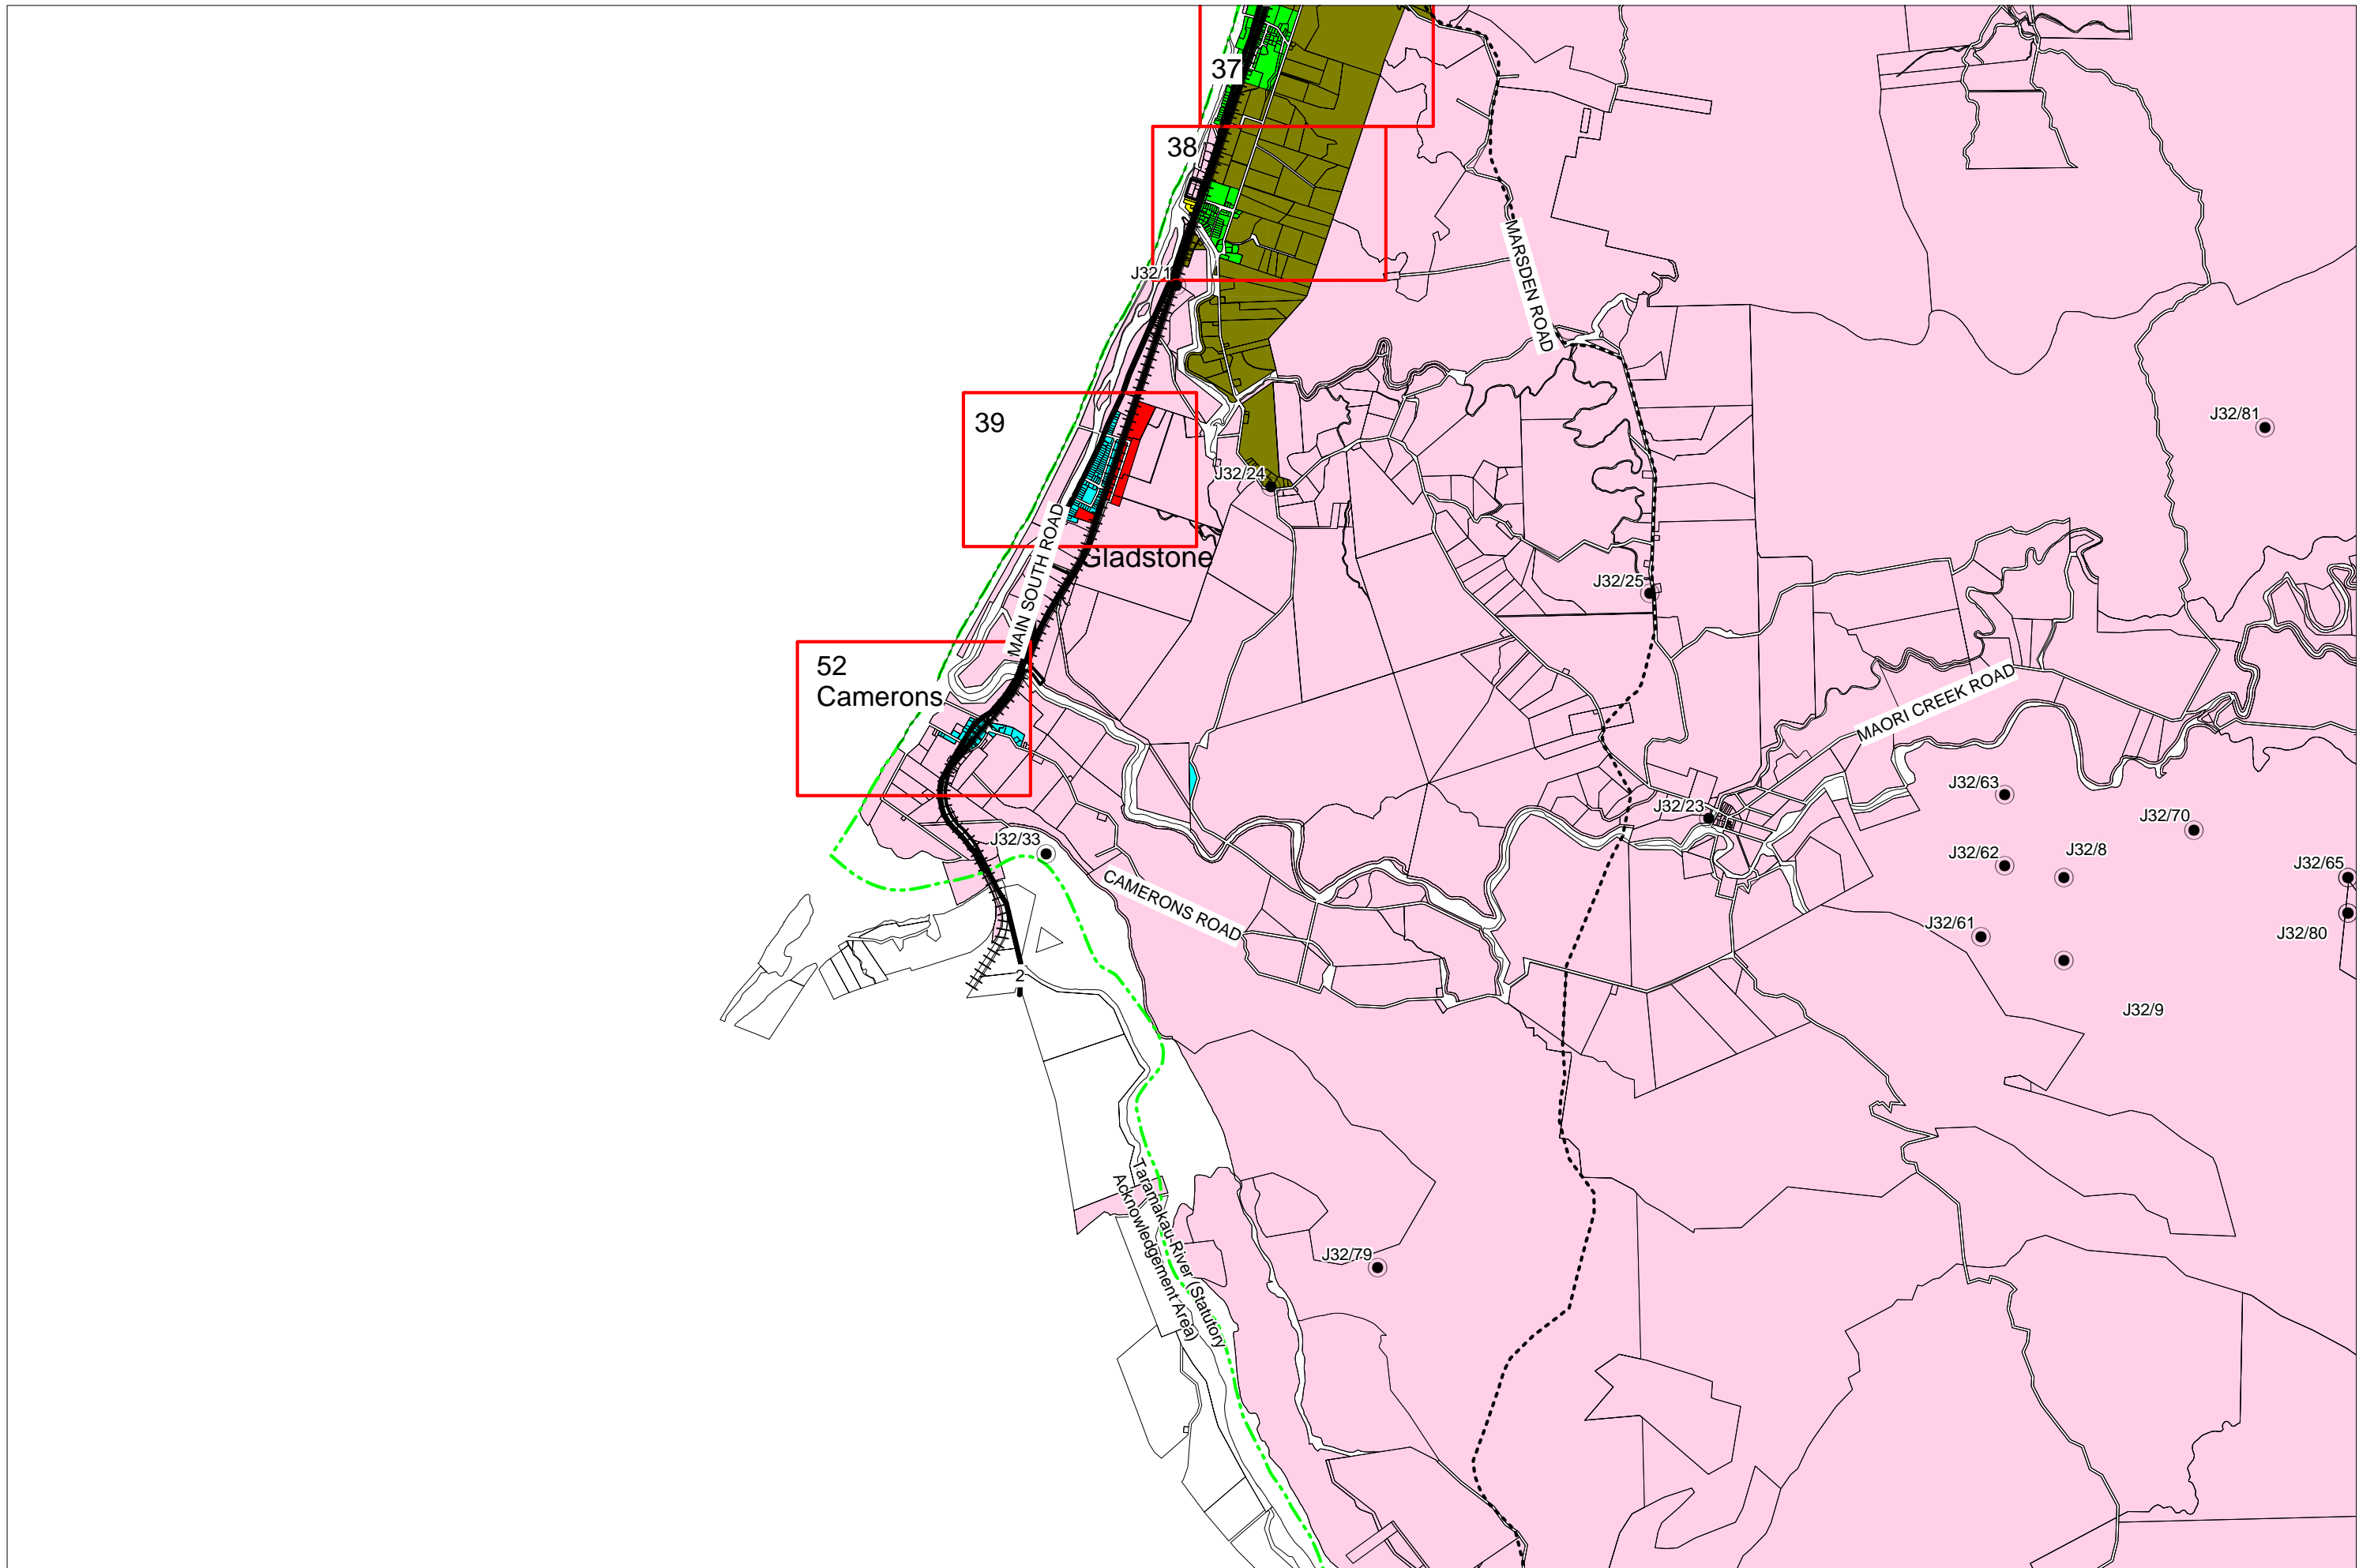 37
38
J32/1
MARSDEN ROAD
J32/81
39
J32/24
MAIN SOUTH ROAD
Gladstone
J32/25
52
Camerons
MAORI CREEK ROAD
J32/63
J32/23
J32/70
J32/33
J32/62
J32/8
J32/65
CAMERONS ROAD
J32/61
J32/80
2
J32/9
Taramakau River (Statutory
Acknowledgement Area)
J32/79